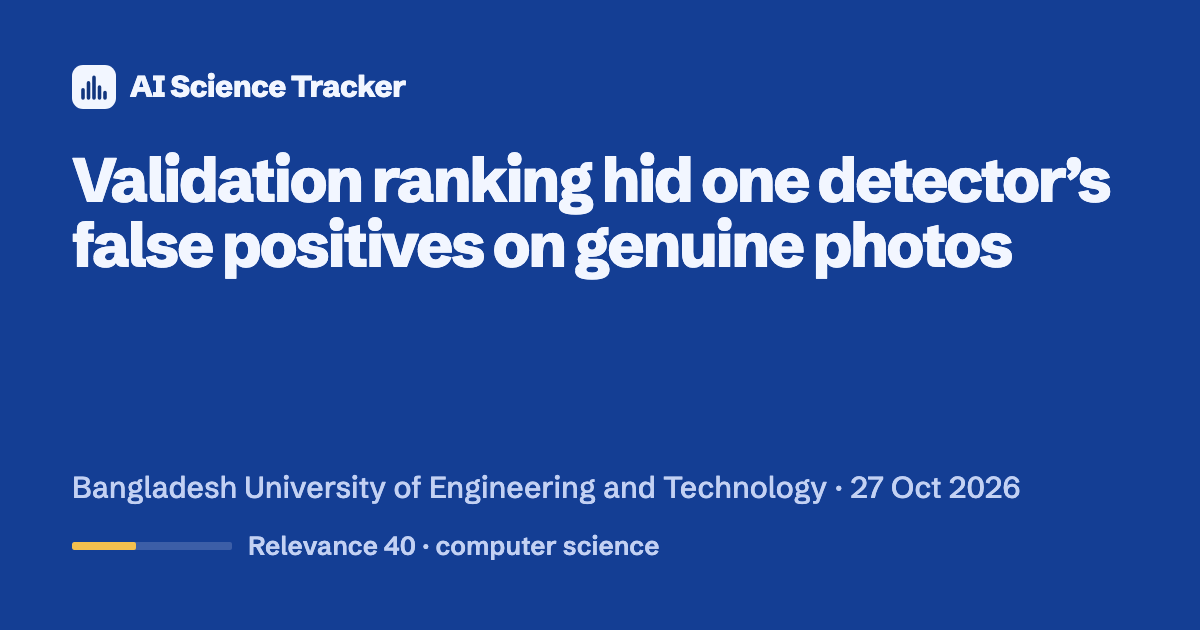 AI Science Tracker
Validation ranking hid one detector’s
false positives on genuine photos
Bangladesh University of Engineering and Technology · 27 Oct 2026
Relevance 40 · computer science